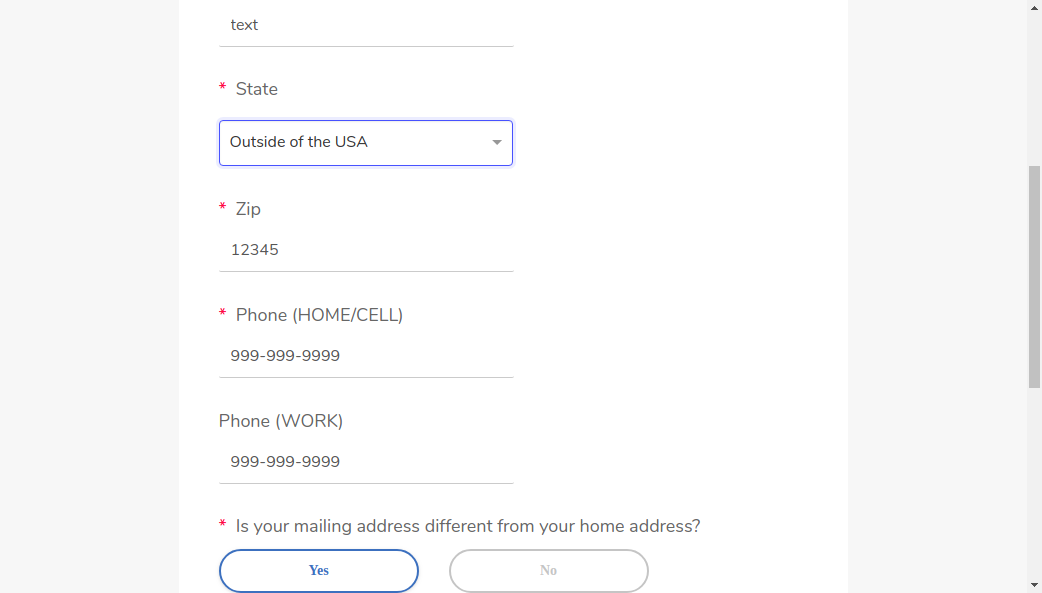 text
* State
Outside of the USA
* Zip
12345
* Phone (HOME/CELL)
999-999-9999
Phone (WORK)
999-999-9999
* Is your mailing address different from your home address?
Yes No